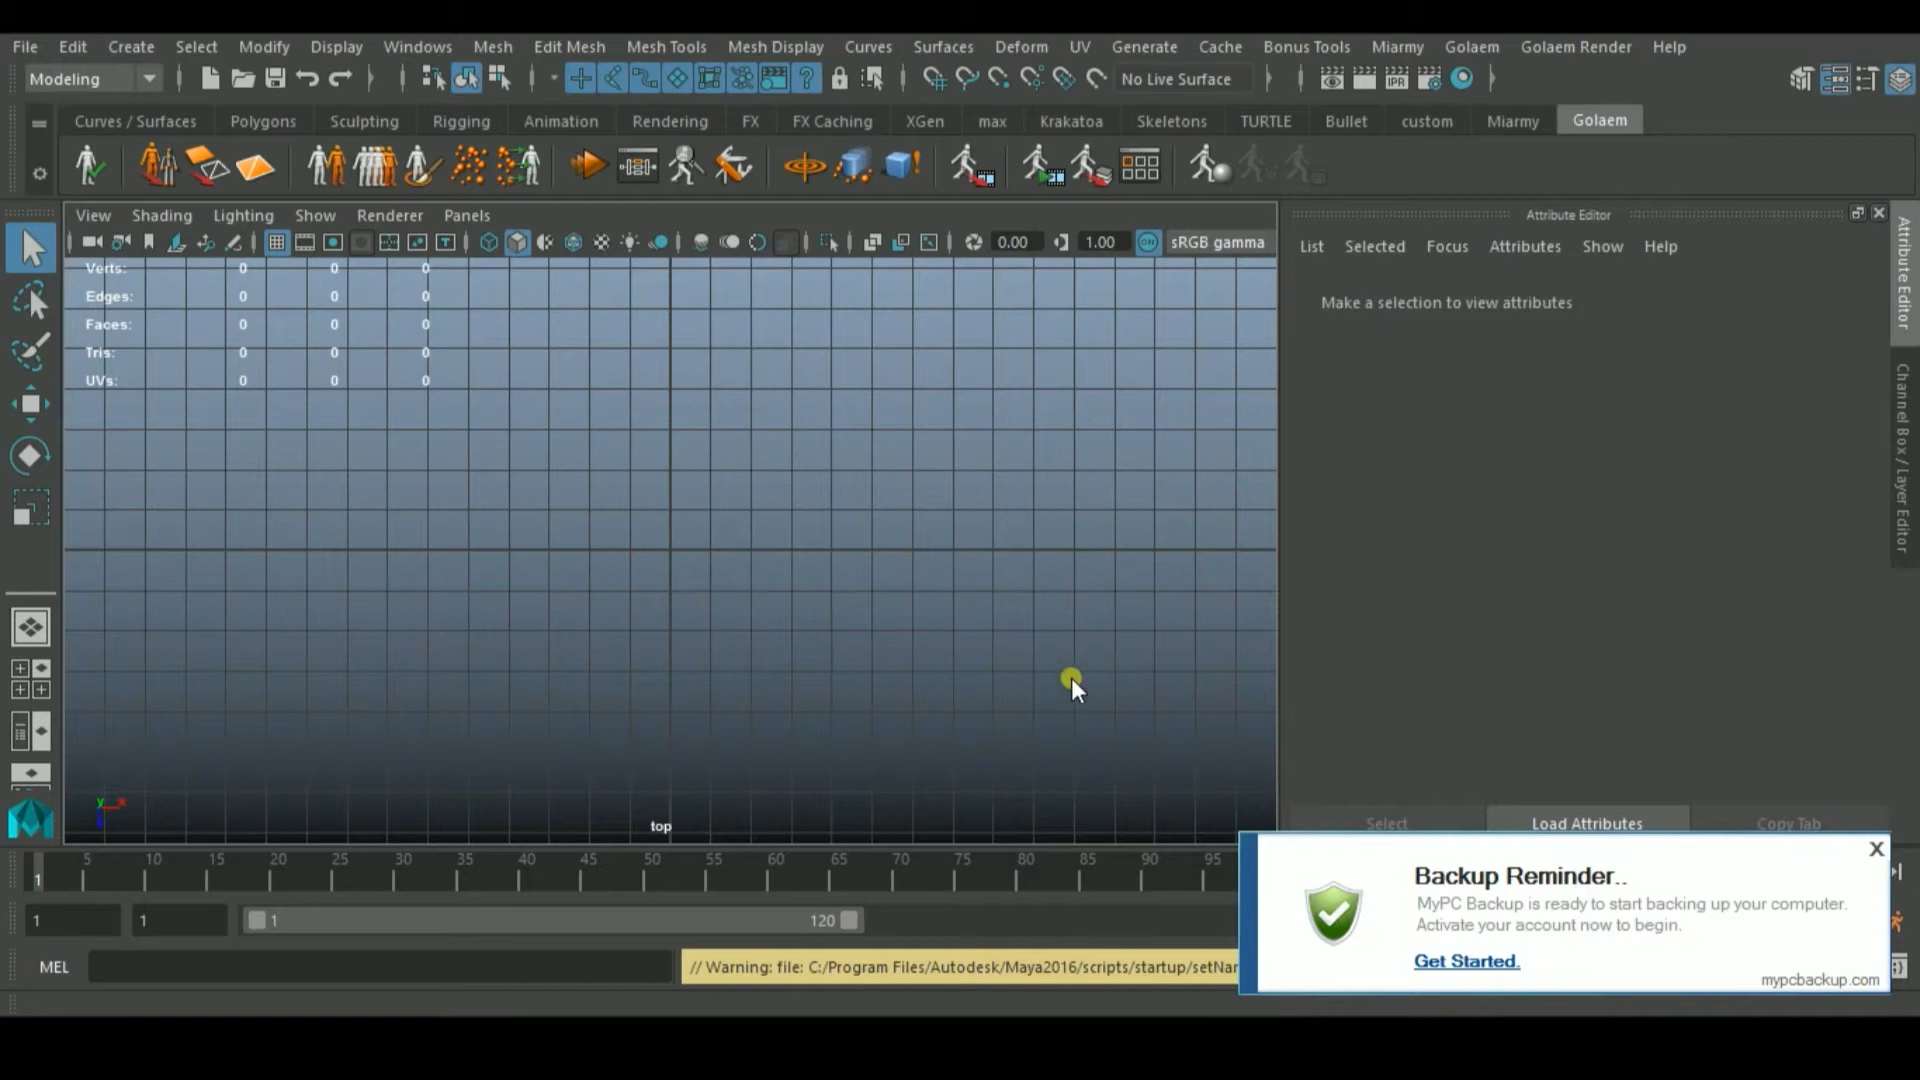 File Edit Create Select Modify Display Windows Mesh Edit Mesh Mesh Tools Mesh Display Curves Surfaces Deform UV Generate Cache Bonus Tools Miarmy Golaem Golaem Render Help
Modeling No Live Surface IPR
Curves / Surfaces Polygons Sculpting Rigging Animation Rendering FX FX Caching XGen max Krakatoa Skeletons TURTLE Bullet custom Miarmy Golaem
View Shading Lighting Show Renderer Panels
0.00 1.00 ON sRGB gamma
Verts: 0 0 0
Edges: 0 0 0
Faces: 0 0 0
Tris: 0 0 0
UVs: 0 0 0
y x
top
Attribute Editor
List Selected Focus Attributes Show Help
Make a selection to view attributes
Select Load Attributes Copy Tab
Attribute Editor
Channel Box / Layer Editor
5 10 15 20 25 30 35 40 45 50 55 60 65 70 75 80 85 90 95
1
1 1 1 120
MEL // Warning: file: C:/Program Files/Autodesk/Maya2016/scripts/startup/setNar
X
Backup Reminder..
MyPC Backup is ready to start backing up your computer.
Activate your account now to begin.
Get Started.
mypcbackup.com